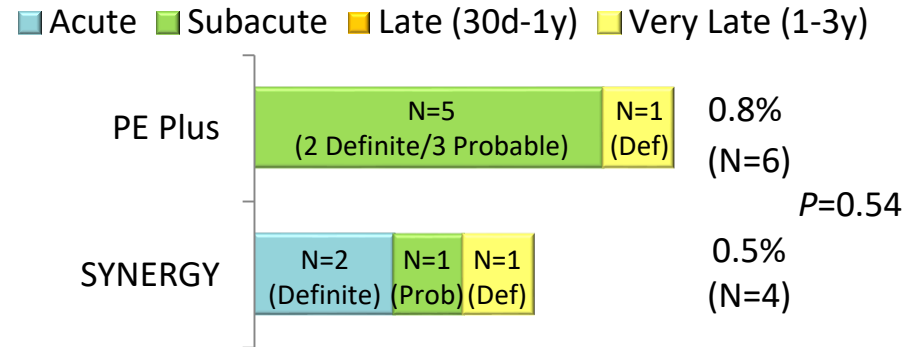 Acute Subacute Late (30d-1y) Very Late (1-3y)
PE Plus
N=5
(2 Definite/3 Probable)
N=1
(Def)
0.8%
(N=6)
P=0.54
SYNERGY
N=2
(Definite)
N=1
(Prob)
N=1
(Def)
0.5%
(N=4)